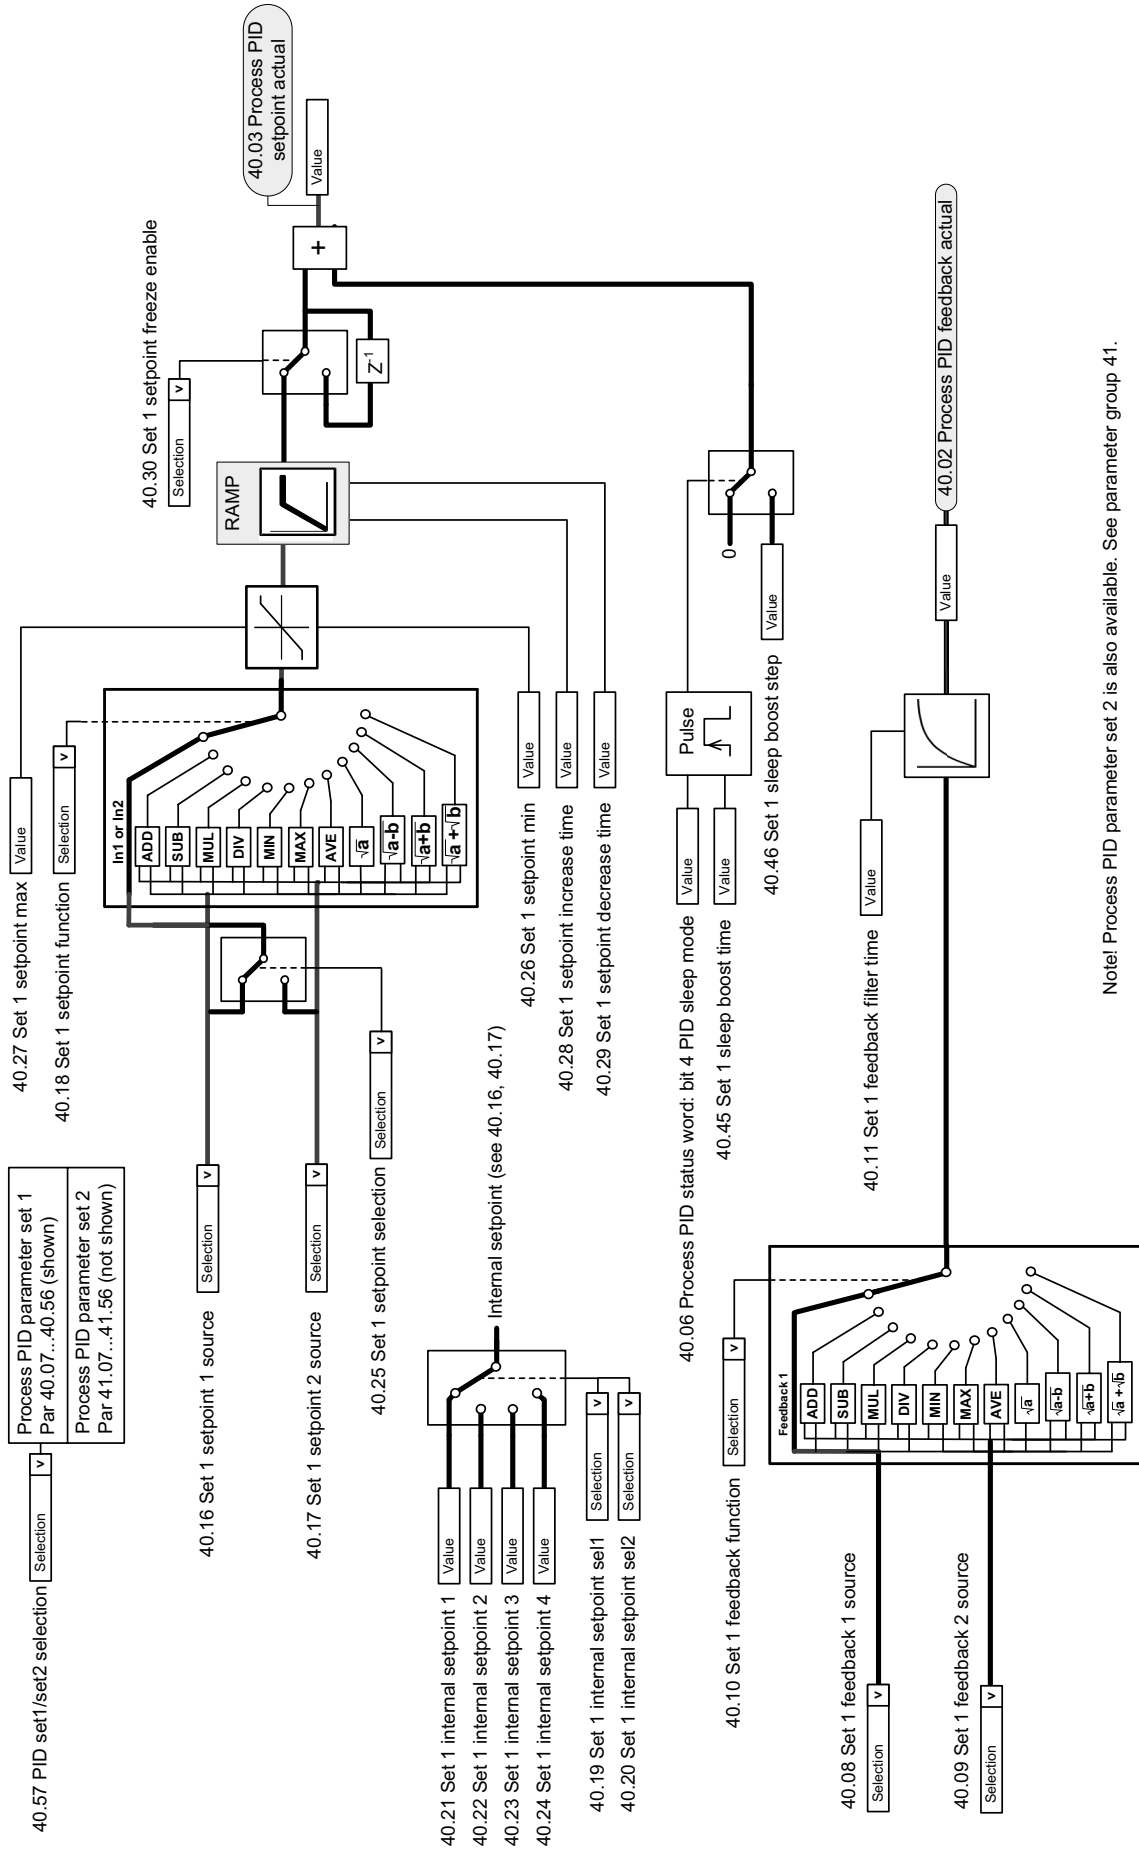 40.57 PID set1/set2 selection
Selection
v
Process PID parameter set 1
Par 40.07...40.56 (shown)
Process PID parameter set 2
Par 41.07...41.56 (not shown)
40.27 Set 1 setpoint max
Value
40.18 Set 1 setpoint function
Selection
v
40.16 Set 1 setpoint 1 source
Selection
v
40.17 Set 1 setpoint 2 source
Selection
v
40.25 Set 1 setpoint selection
Selection
v
In1 or In2
ADD
SUB
MUL
DIV
MIN
MAX
AVE
√a
√a-b
√a+b
√a +√b
RAMP
40.30 Set 1 setpoint freeze enable
Selection
v
Z-1
+
40.03 Process PID
setpoint actual
Value
40.26 Set 1 setpoint min
Value
40.28 Set 1 setpoint increase time
Value
40.29 Set 1 setpoint decrease time
Value
40.21 Set 1 internal setpoint 1
Value
40.22 Set 1 internal setpoint 2
Value
40.23 Set 1 internal setpoint 3
Value
40.24 Set 1 internal setpoint 4
Value
Internal setpoint (see 40.16, 40.17)
40.19 Set 1 internal setpoint sel1
Selection
v
40.20 Set 1 internal setpoint sel2
Selection
v
40.06 Process PID status word: bit 4 PID sleep mode
Value
40.45 Set 1 sleep boost time
Value
Pulse
0
40.46 Set 1 sleep boost step
Value
40.10 Set 1 feedback function
Selection
v
40.08 Set 1 feedback 1 source
Selection
v
40.09 Set 1 feedback 2 source
Selection
v
Feedback 1
ADD
SUB
MUL
DIV
MIN
MAX
AVE
√a
√a-b
√a+b
√a +√b
40.11 Set 1 feedback filter time
Value
Value
40.02 Process PID feedback actual
Note! Process PID parameter set 2 is also available. See parameter group 41.